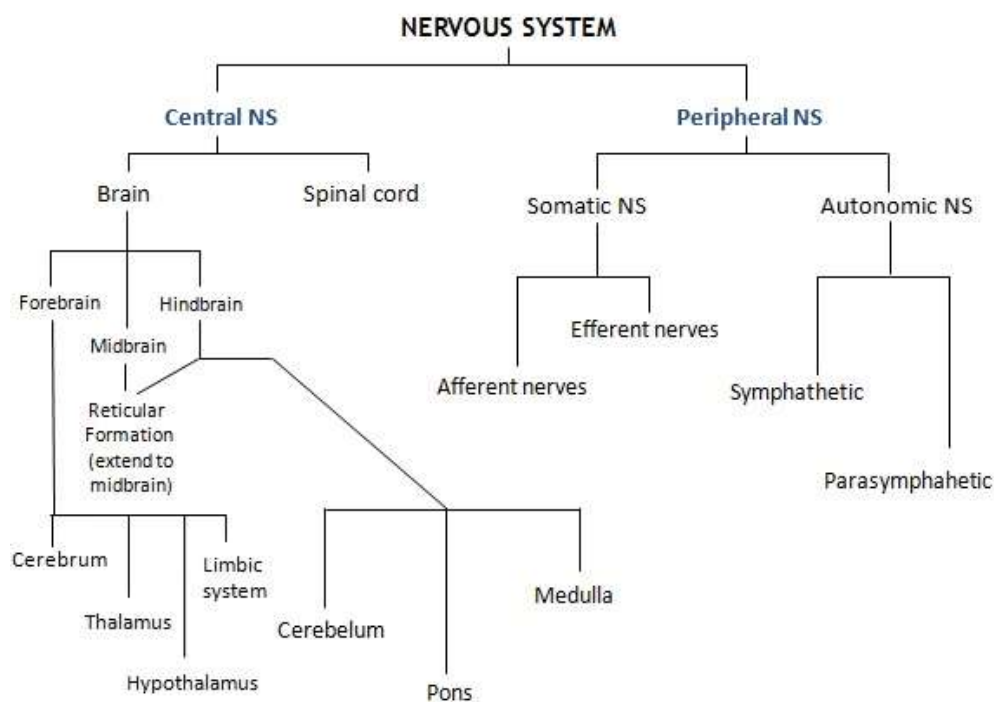 NERVOUS SYSTEM
Central NS
Peripheral NS
Brain
Spinal cord
Somatic NS
Autonomic NS
Forebrain
Hindbrain
Midbrain
Efferent nerves
Afferent nerves
Symphathetic
Reticular
Formation
(extend to
midbrain)
Parasymphahetic
Cerebrum
Limbic
system
Thalamus
Hypothalamus
Cerebelum
Medulla
Pons